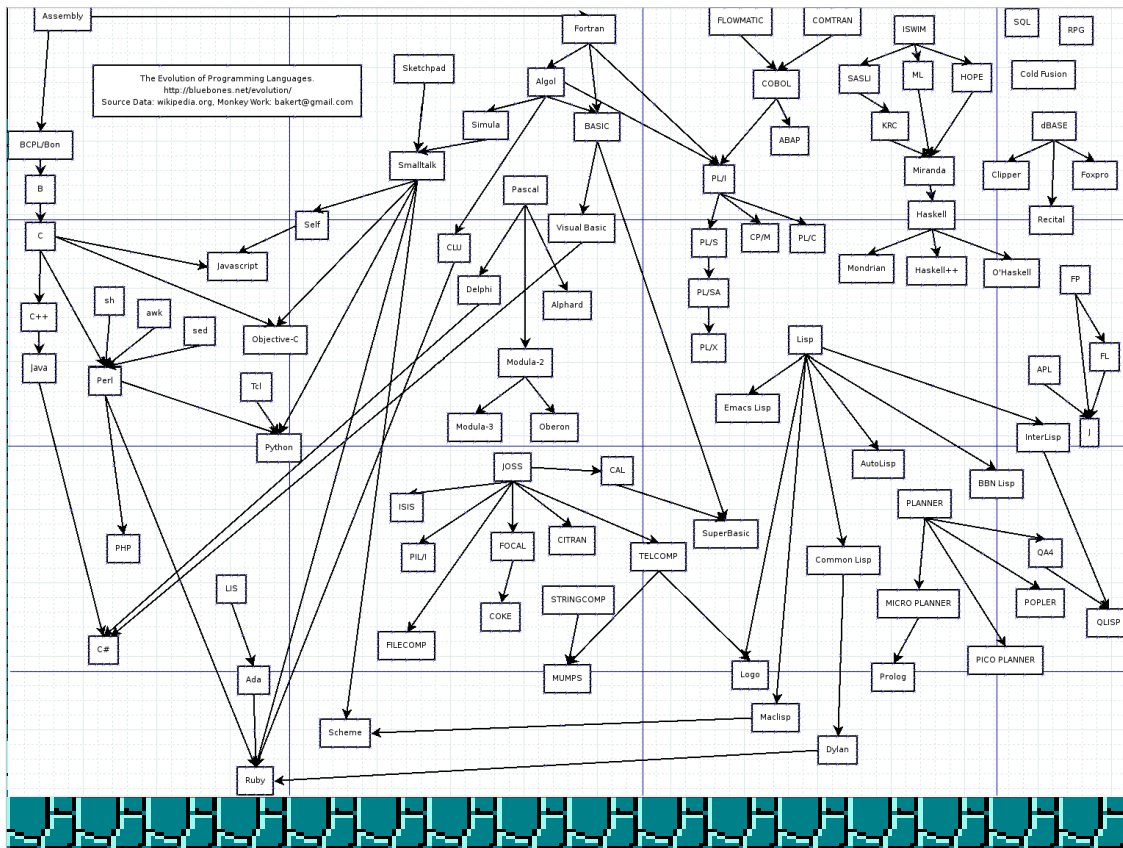 Assembly
Fortran
FLOWMATIC
COMTRAN
ISWIM
SQL
RPG
The Evolution of Programming Languages.
http://bluebones.net/evolution/
Source Data: wikipedia.org, Monkey Work: bakert@gmail.com
Sketchpad
Algol
COBOL
SASLI
ML
HOPE
Cold Fusion
Simula
BASIC
ABAP
KRC
dBASE
BCPL/Bon
Smalltalk
PL/I
Miranda
Clipper
Foxpro
B
Pascal
Self
Visual Basic
Haskell
Recital
C
CLU
PL/S
CP/M
PL/C
Javascript
Mondrian
Haskell++
O'Haskell
FP
Delphi
Alphard
PL/SA
sh
awk
sed
C++
Objective-C
PL/X
Lisp
FL
Java
Perl
Tcl
Modula-2
APL
Emacs Lisp
Modula-3
Oberon
J
Python
InterLisp
JOSS
CAL
AutoLisp
BBN Lisp
ISIS
PLANNER
SuperBasic
PHP
PIL/I
FOCAL
CITRAN
TELCOMP
Common Lisp
QA4
LIS
STRINGCOMP
MICRO PLANNER
POPLER
COKE
QLISP
C#
FILECOMP
PICO PLANNER
Ada
MUMPS
Logo
Prolog
Scheme
Maclisp
Dylan
Ruby